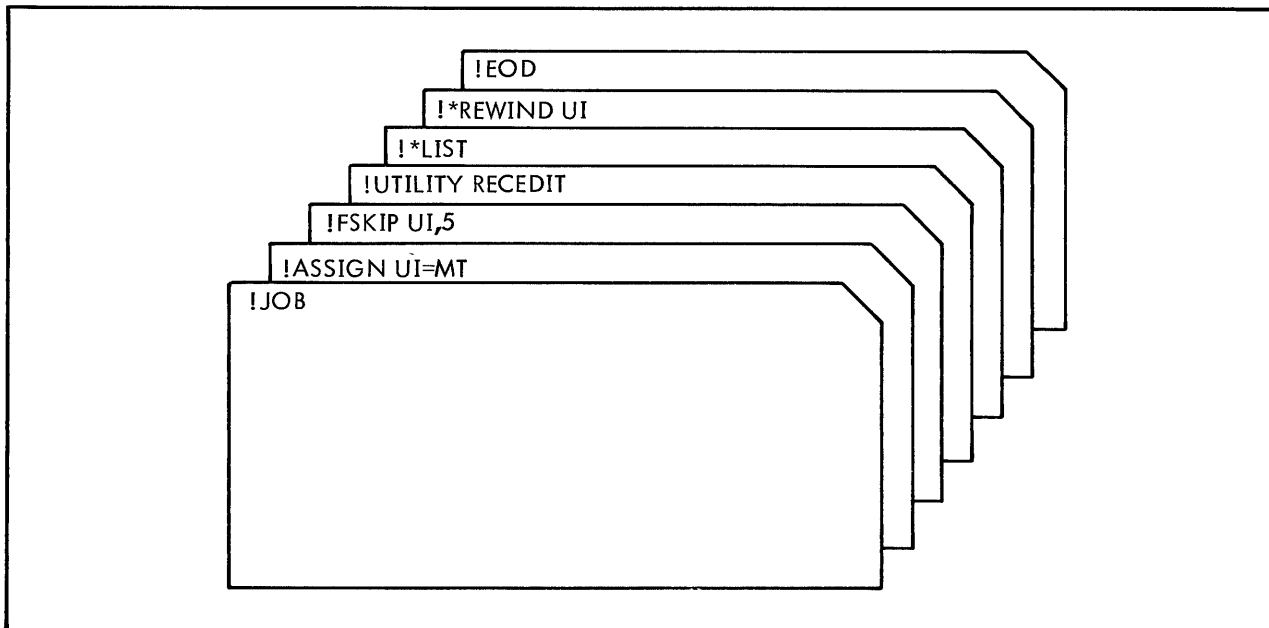 !EOD
!*REWIND UI
!*LIST
!UTILITY RECEDIT
!FSKIP UI,5
!ASSIGN UI=MT
!JOB